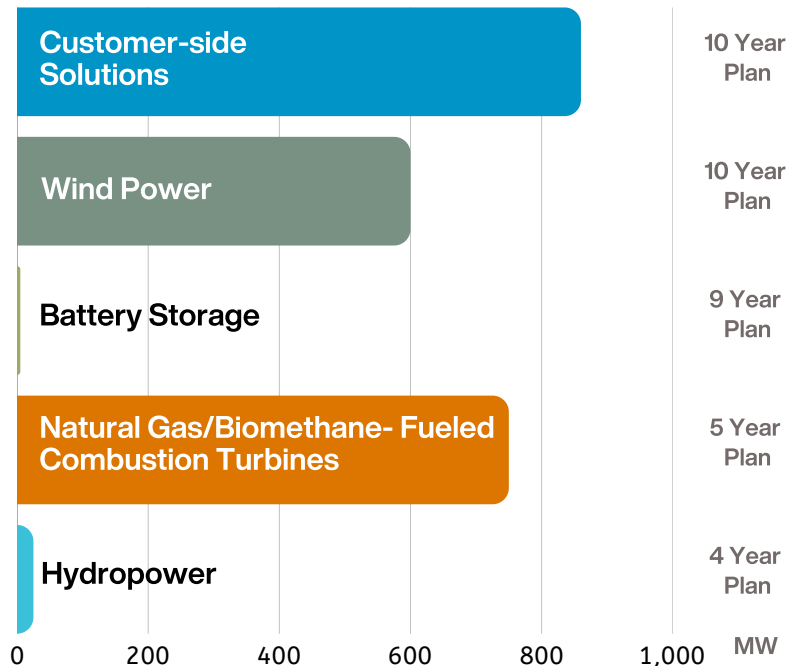 Customer-side
Solutions
10 Year
Plan
Wind Power
10 Year
Plan
Battery Storage
9 Year
Plan
Natural Gas/Biomethane- Fueled
Combustion Turbines
5 Year
Plan
Hydropower
4 Year
Plan
0 200 400 600 800 1,000 MW